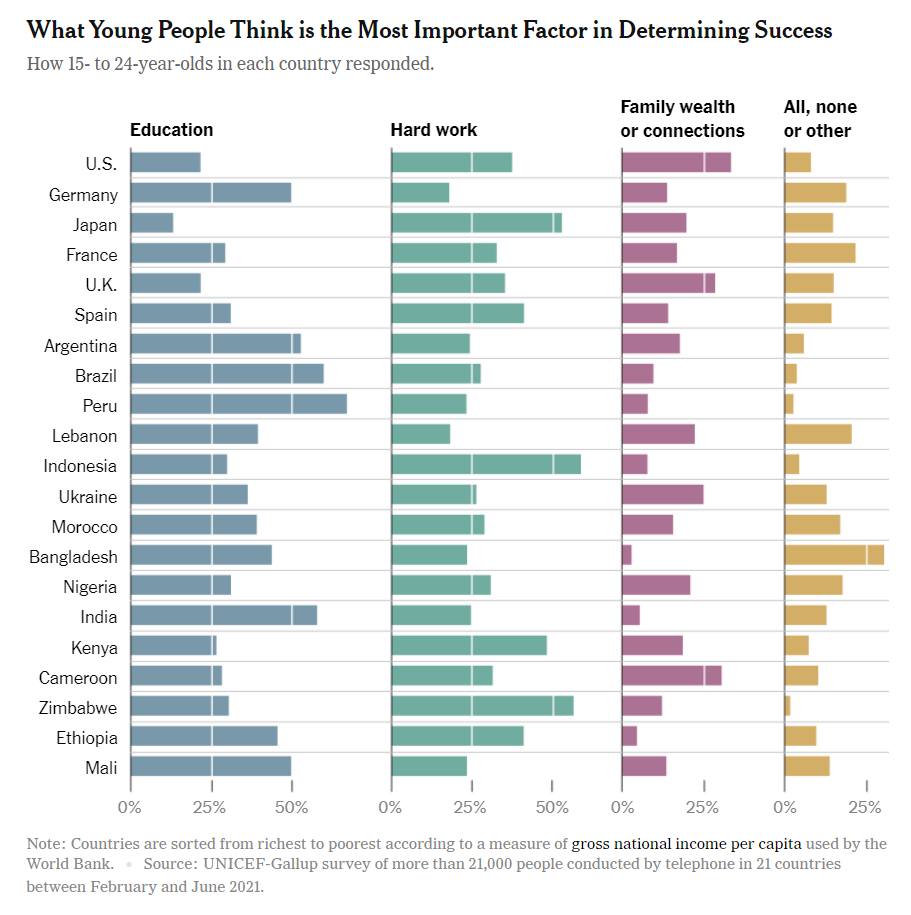 What Young People Think is the Most Important Factor in Determining Success
How 15- to 24-year-olds in each country responded.
Education
Hard work
Family wealth
or connections
All, none
or other
U.S.
Germany
Japan
France
U.K.
Spain
Argentina
Brazil
Peru
Lebanon
Indonesia
Ukraine
Morocco
Bangladesh
Nigeria
India
Kenya
Cameroon
Zimbabwe
Ethiopia
Mali
0% 25% 50% 0% 25% 50% 0% 25% 0% 25%
Note: Countries are sorted from richest to poorest according to a measure of gross national income per capita used by the
World Bank. • Source: UNICEF-Gallup survey of more than 21,000 people conducted by telephone in 21 countries
between February and June 2021.